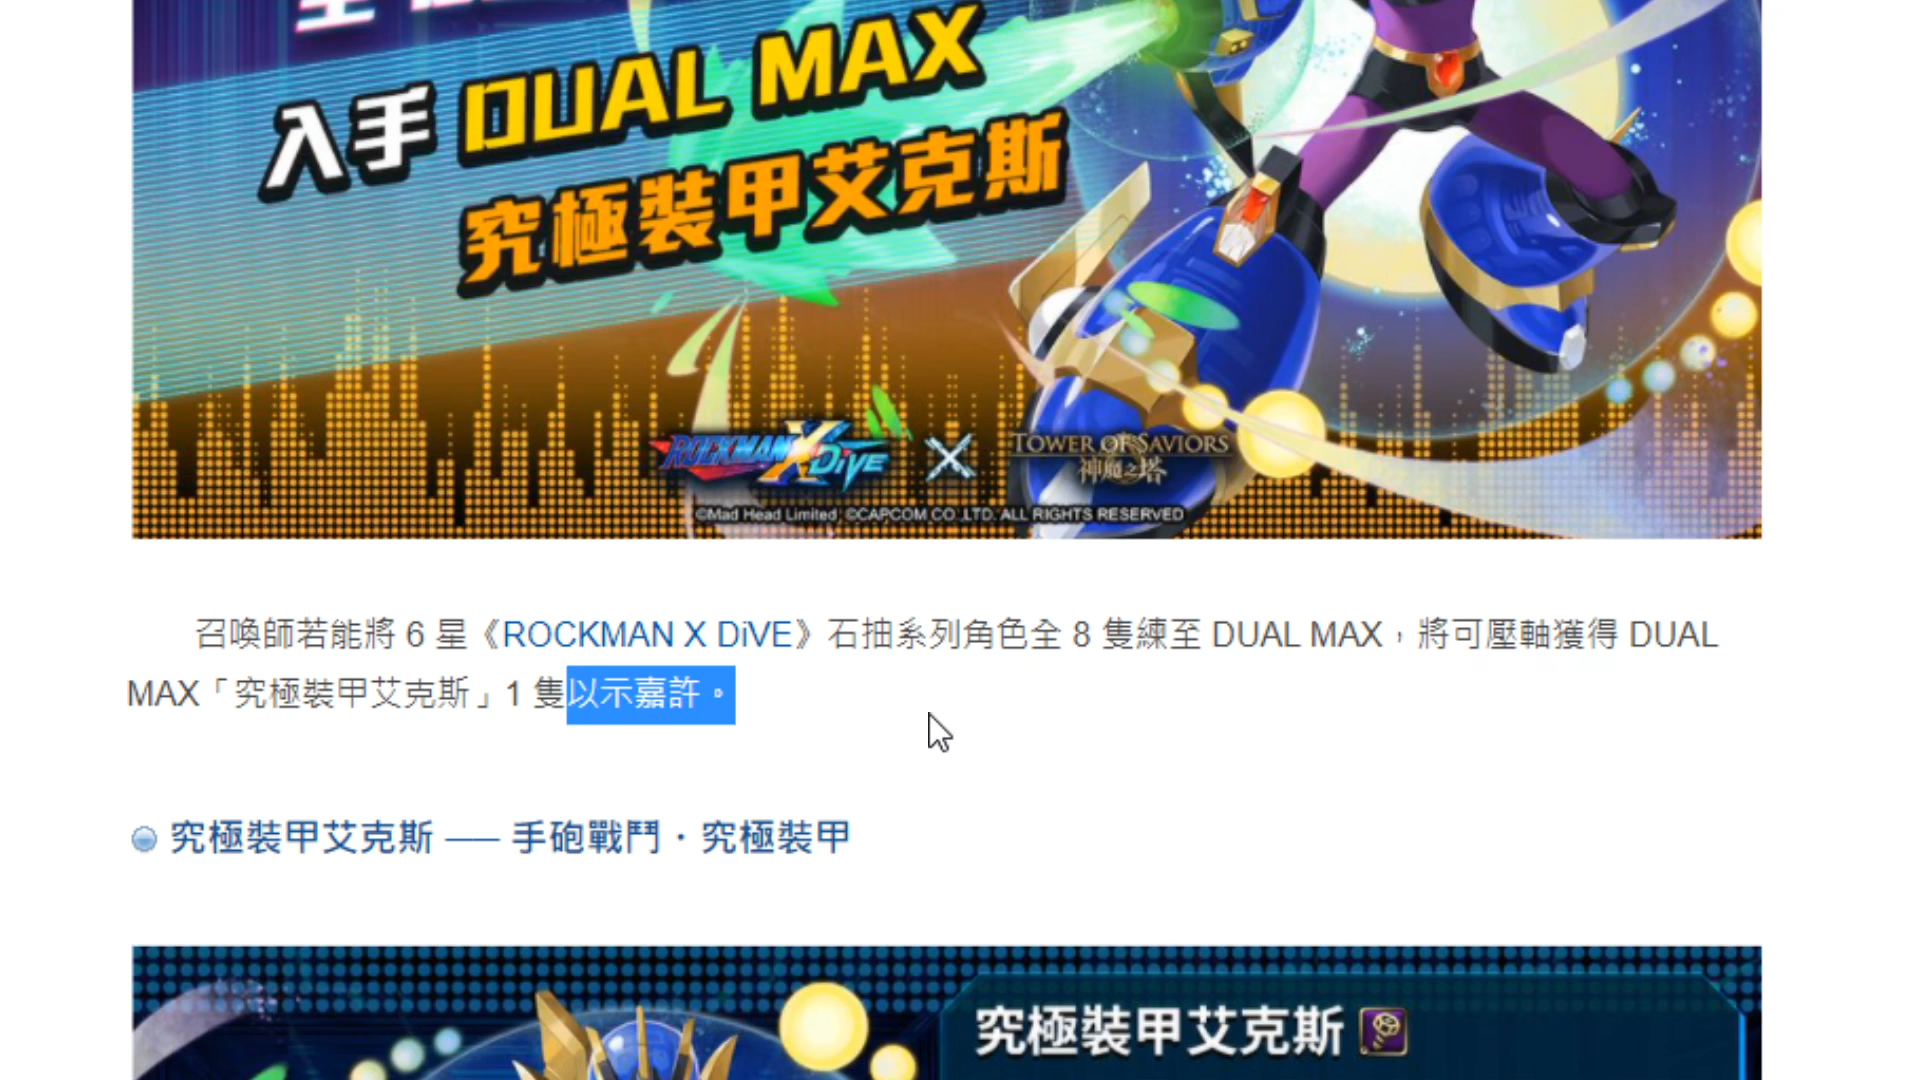 入手 DUAL MAX
究極裝甲艾克斯
ROCKMAN X DiVE × TOWER OF SAVIORS
神魔之塔
©Mad Head Limited. ©CAPCOM CO.,LTD. ALL RIGHTS RESERVED
召喚師若能將 6 星《ROCKMAN X DiVE》石抽系列角色全 8 隻練至 DUAL MAX，將可壓軸獲得 DUAL
MAX「究極裝甲艾克斯」1 隻以示嘉許。
究極裝甲艾克斯 —— 手砲戰鬥．究極裝甲
究極裝甲艾克斯